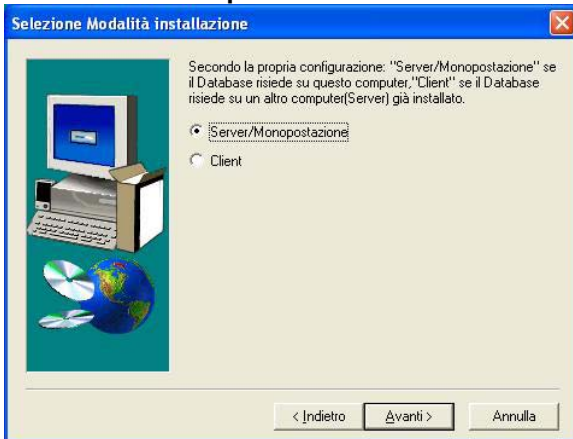 Selezione Modalità installazione
Secondo la propria configurazione: "Server/Monopostazione" se
il Database risiede su questo computer,"Client" se il Database
risiede su un altro computer(Server) già installato.
Server/Monopostazione
Client
< Indietro
Avanti >
Annulla